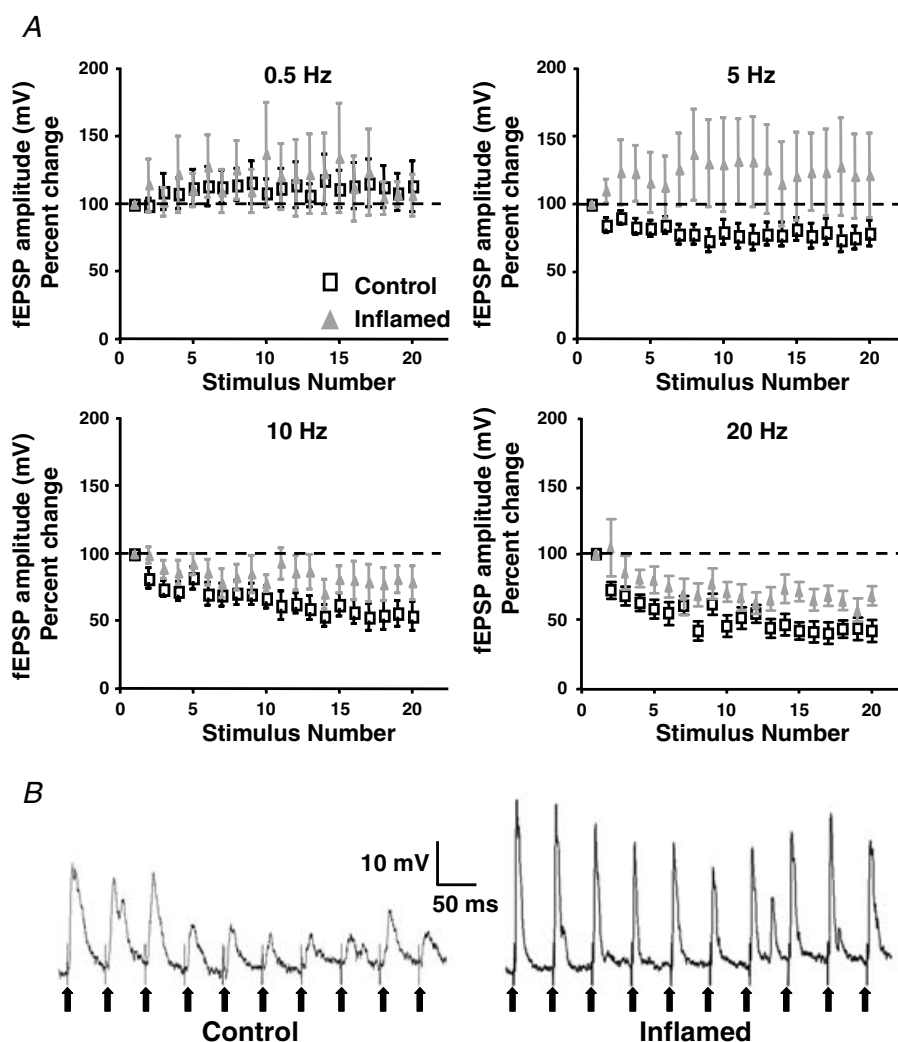 A
0.5 Hz
fEPSP amplitude (mV)
Percent change
200
150
100
50
0
0 5 10 15 20
Stimulus Number
Control
Inflamed
5 Hz
fEPSP amplitude (mV)
Percent change
200
150
100
50
0
0 5 10 15 20
Stimulus Number
10 Hz
fEPSP amplitude (mV)
Percent change
200
150
100
50
0
0 5 10 15 20
Stimulus Number
20 Hz
fEPSP amplitude (mV)
Percent change
200
150
100
50
0
0 5 10 15 20
Stimulus Number
B
10 mV
50 ms
Control
Inflamed